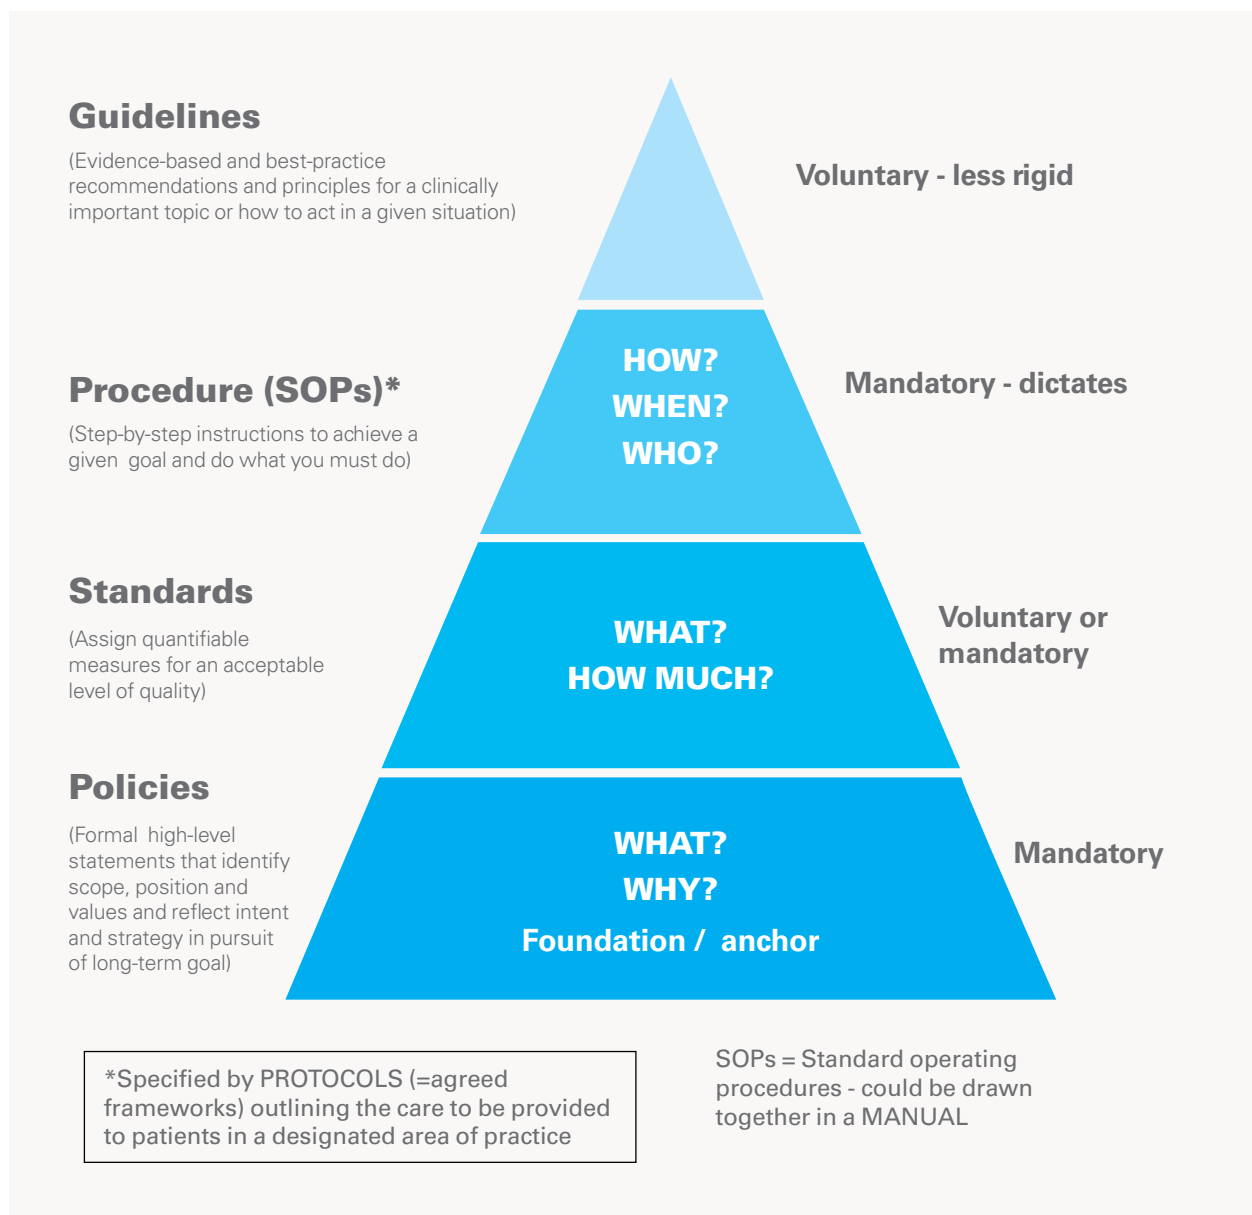 Guidelines
(Evidence-based and best-practice
recommendations and principles for a clinically
important topic or how to act in a given situation)
Voluntary - less rigid
Procedure (SOPs)*
(Step-by-step instructions to achieve a
given goal and do what you must do)
HOW?
WHEN?
WHO?
Mandatory - dictates
Standards
(Assign quantifiable
measures for an acceptable
level of quality)
WHAT?
HOW MUCH?
Voluntary or
mandatory
Policies
(Formal high-level
statements that identify
scope, position and
values and reflect intent
and strategy in pursuit
of long-term goal)
WHAT?
WHY?
Foundation / anchor
Mandatory
*Specified by PROTOCOLS (=agreed
frameworks) outlining the care to be provided
to patients in a designated area of practice
SOPs = Standard operating
procedures - could be drawn
together in a MANUAL